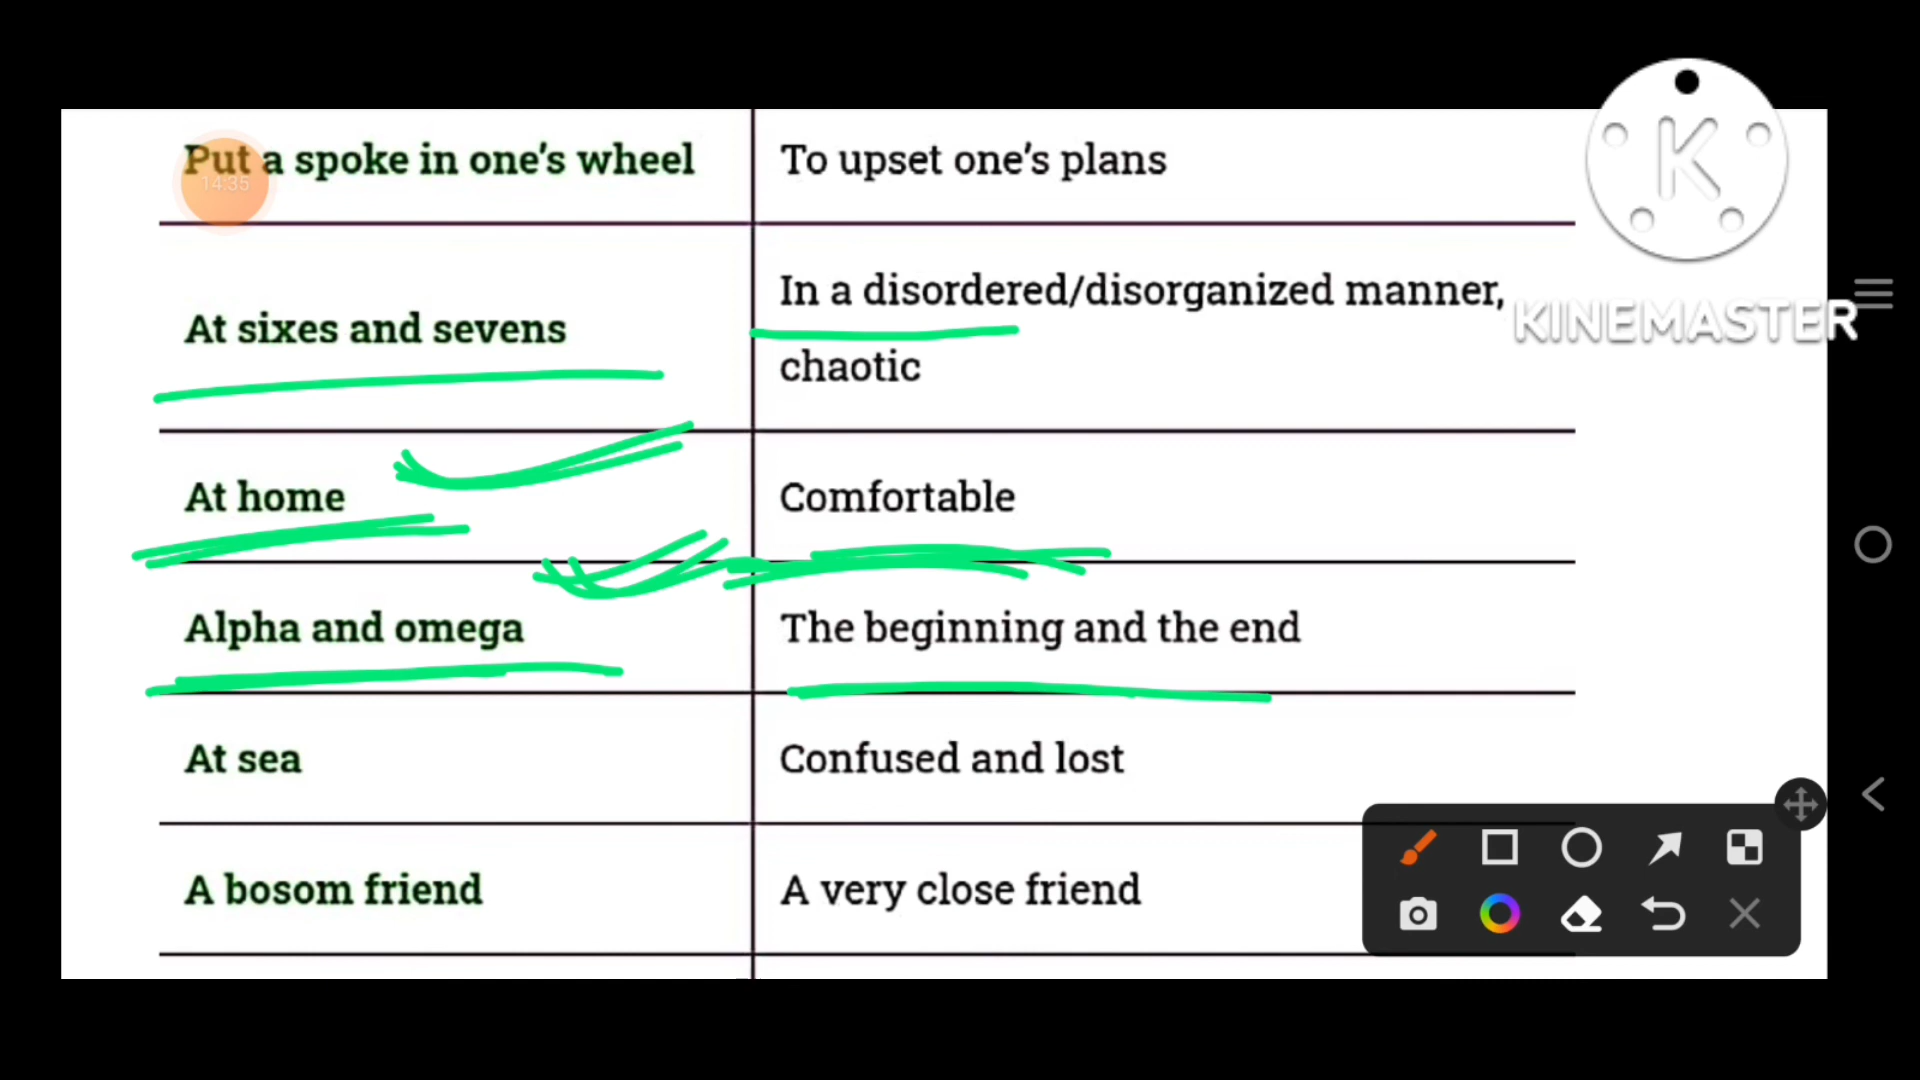 Put a spoke in one's wheel To upset one's plans
14:35
In a disordered/disorganized manner,
At sixes and sevens
chaotic
At home Comfortable
Alpha and omega The beginning and the end
At sea Confused and lost
A bosom friend A very close friend
K
KINEMASTER